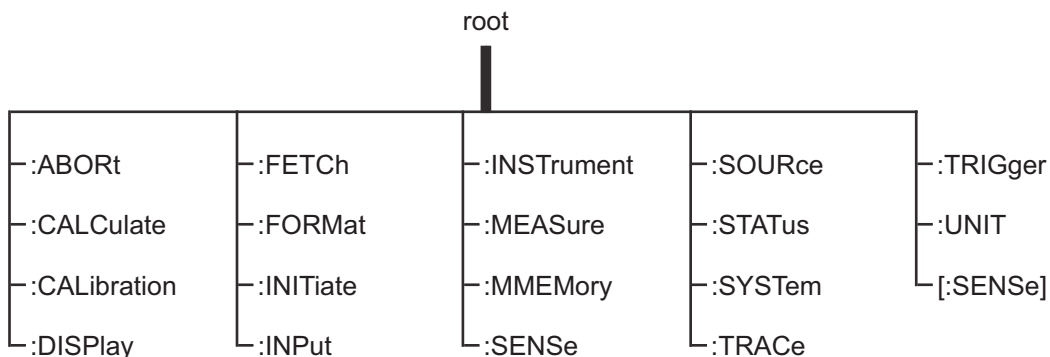 root
:ABORt
:CALCulate
:CALibration
:DISPlay
:FETCh
:FORMat
:INITiate
:INPut
:INSTrument
:MEASure
:MMEMory
:SENSe
:SOURce
:STATus
:SYSTem
:TRACe
:TRIGger
:UNIT
[:SENSe]